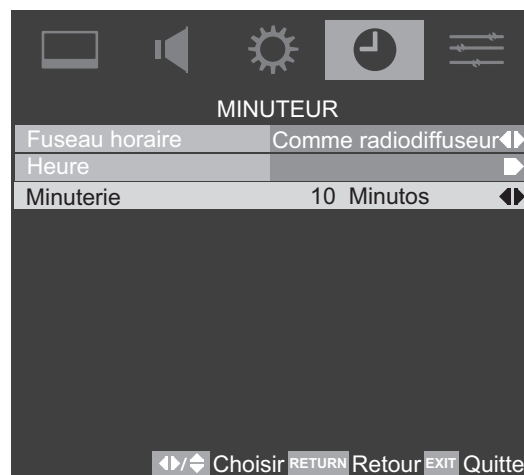 MINUTEUR
Fuseau horaire Comme radiodiffuseur
Heure
Minuterie 10 Minutos
Choisir RETURN Retour EXIT Quitte